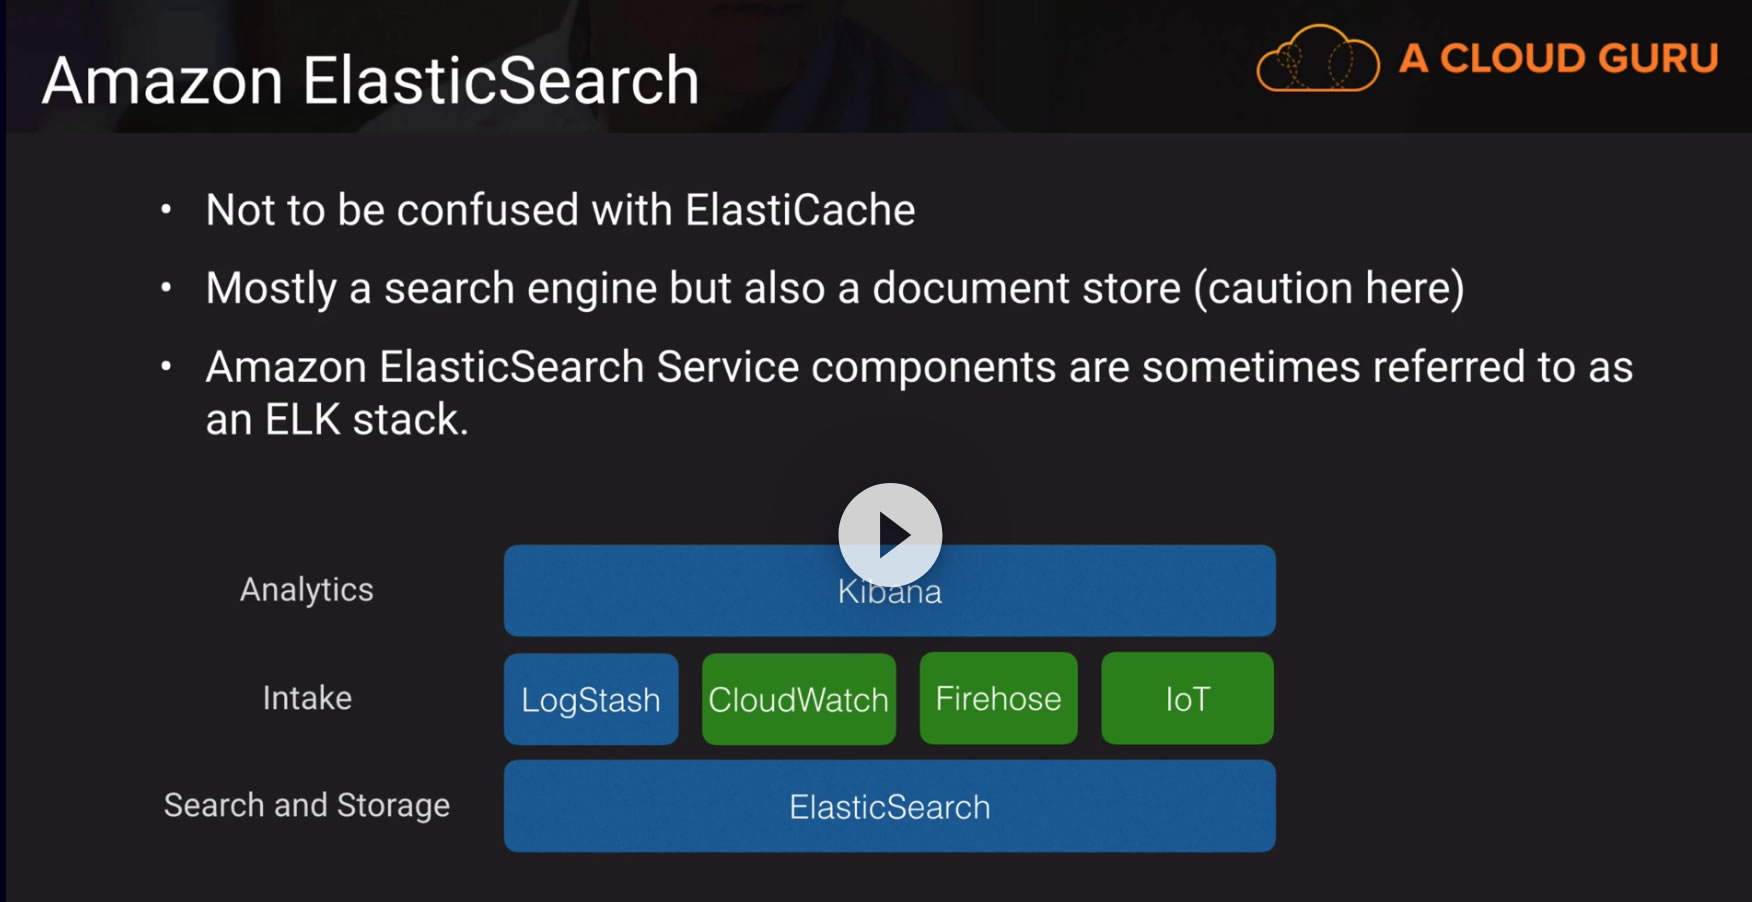 Amazon ElasticSearch
A CLOUD GURU
• Not to be confused with ElastiCache
• Mostly a search engine but also a document store (caution here)
• Amazon ElasticSearch Service components are sometimes referred to as
an ELK stack.
Analytics
Kibana
Intake
LogStash
CloudWatch
Firehose
IoT
Search and Storage
ElasticSearch